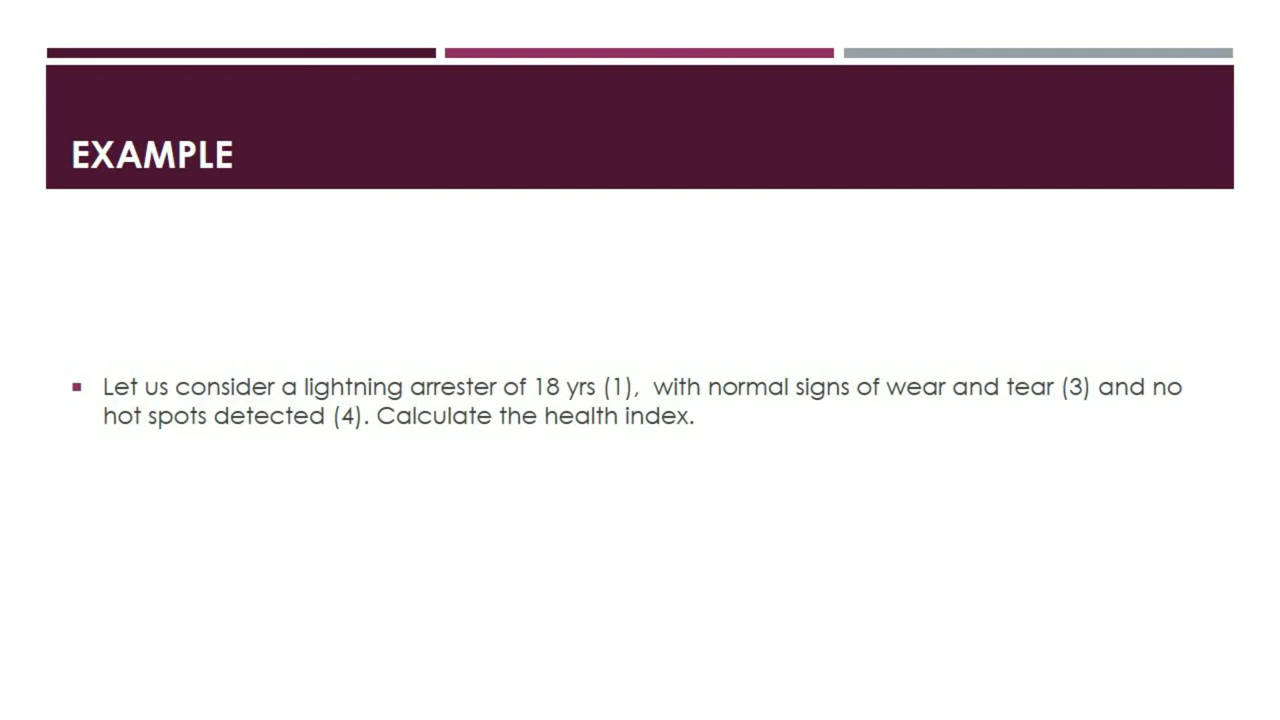 EXAMPLE
Let us consider a lightning arrester of 18 yrs (1),  with normal signs of wear and tear (3) and no
hot spots detected (4). Calculate the health index.